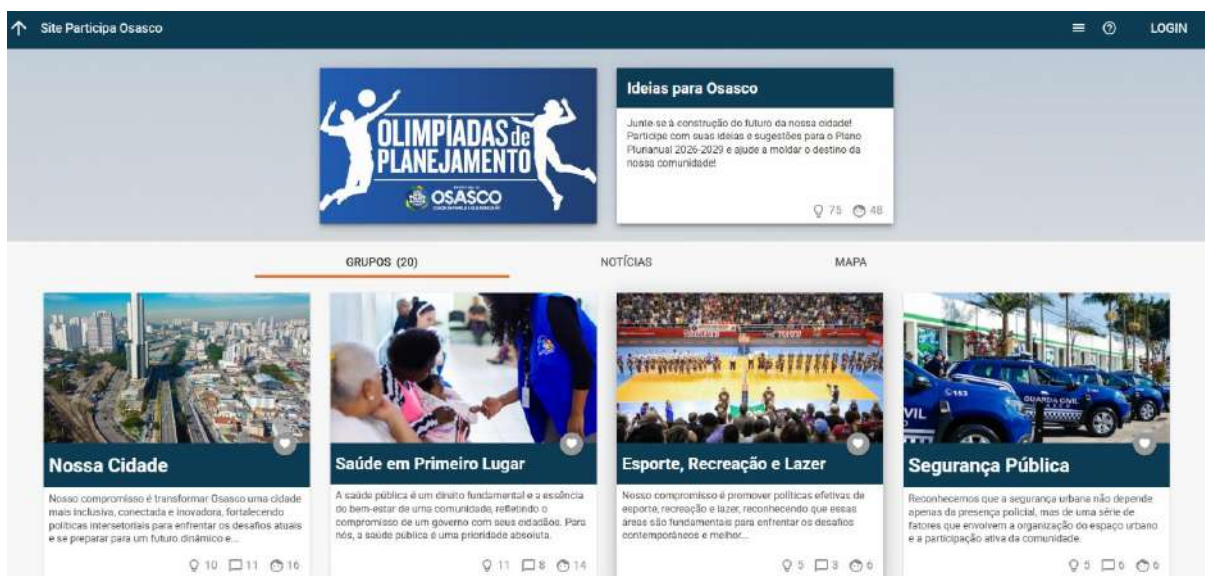 Site Participa Osasco
LOGIN
OLIMPÍADAS de
PLANEJAMENTO
OSASCO
Ideias para Osasco
Junte-se à construção do futuro da nossa cidade!
Participe com suas ideias e sugestões para o Plano
Plurianual 2026-2029 e ajude a moldar o destino da
nossa comunidade!
75 48
GRUPOS (20)
NOTÍCIAS
MAPA
Nossa Cidade
Nosso compromisso é transformar Osasco uma cidade
mais inclusiva, conectada e inovadora, fortalecendo
políticas intersetoriais para enfrentar os desafios atuais
e se preparar para um futuro dinâmico e...
10 11 16
Saúde em Primeiro Lugar
A saúde pública é um direito fundamental e a essência
do bem-estar de uma comunidade, refletindo o
compromisso de um governo com seus cidadãos. Para
nós, a saúde pública é uma prioridade absoluta.
11 8 14
Esporte, Recreação e Lazer
Nosso compromisso é promover políticas efetivas de
esporte, recreação e lazer, reconhecendo que essas
áreas são fundamentais para enfrentar os desafios
contemporâneos e melhor...
5 3 6
153
VIL
GUARDA CIVIL
Segurança Pública
Reconhecemos que a segurança urbana não depende
apenas da presença policial, mas de uma série de
fatores que envolvem a organização do espaço urbano
e a participação ativa da comunidade.
5 6 6